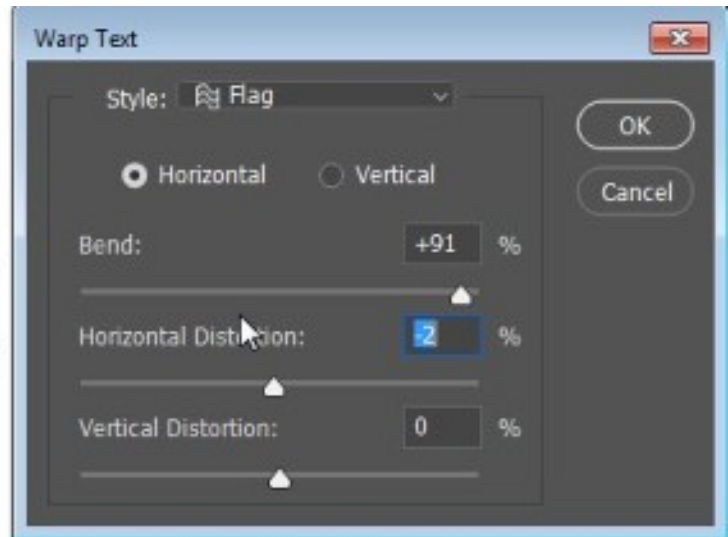 Warp Text
Style: Flag
OK
Horizontal Vertical
Cancel
Bend: +91 %
Horizontal Distortion: -2 %
Vertical Distortion: 0 %